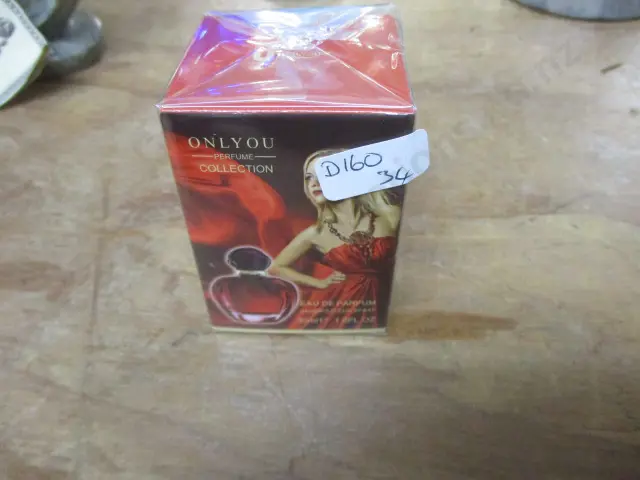 ONLYOU
PERFUME
COLLECTION
D160
34
EAU DE PARFUM